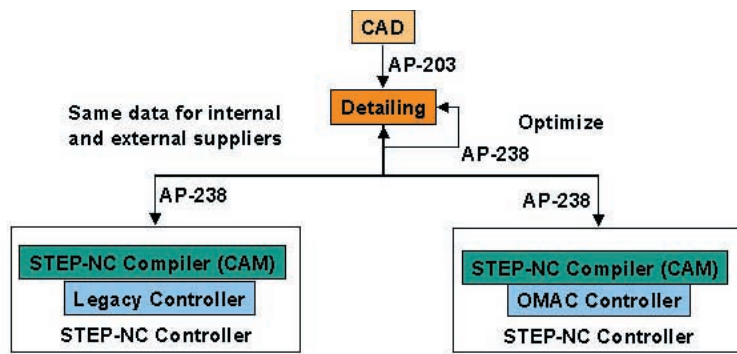 CAD
AP-203
Detailing
Same data for internal
and external suppliers
Optimize
AP-238
AP-238
AP-238
STEP-NC Compiler (CAM)
Legacy Controller
STEP-NC Controller
STEP-NC Compiler (CAM)
OMAC Controller
STEP-NC Controller